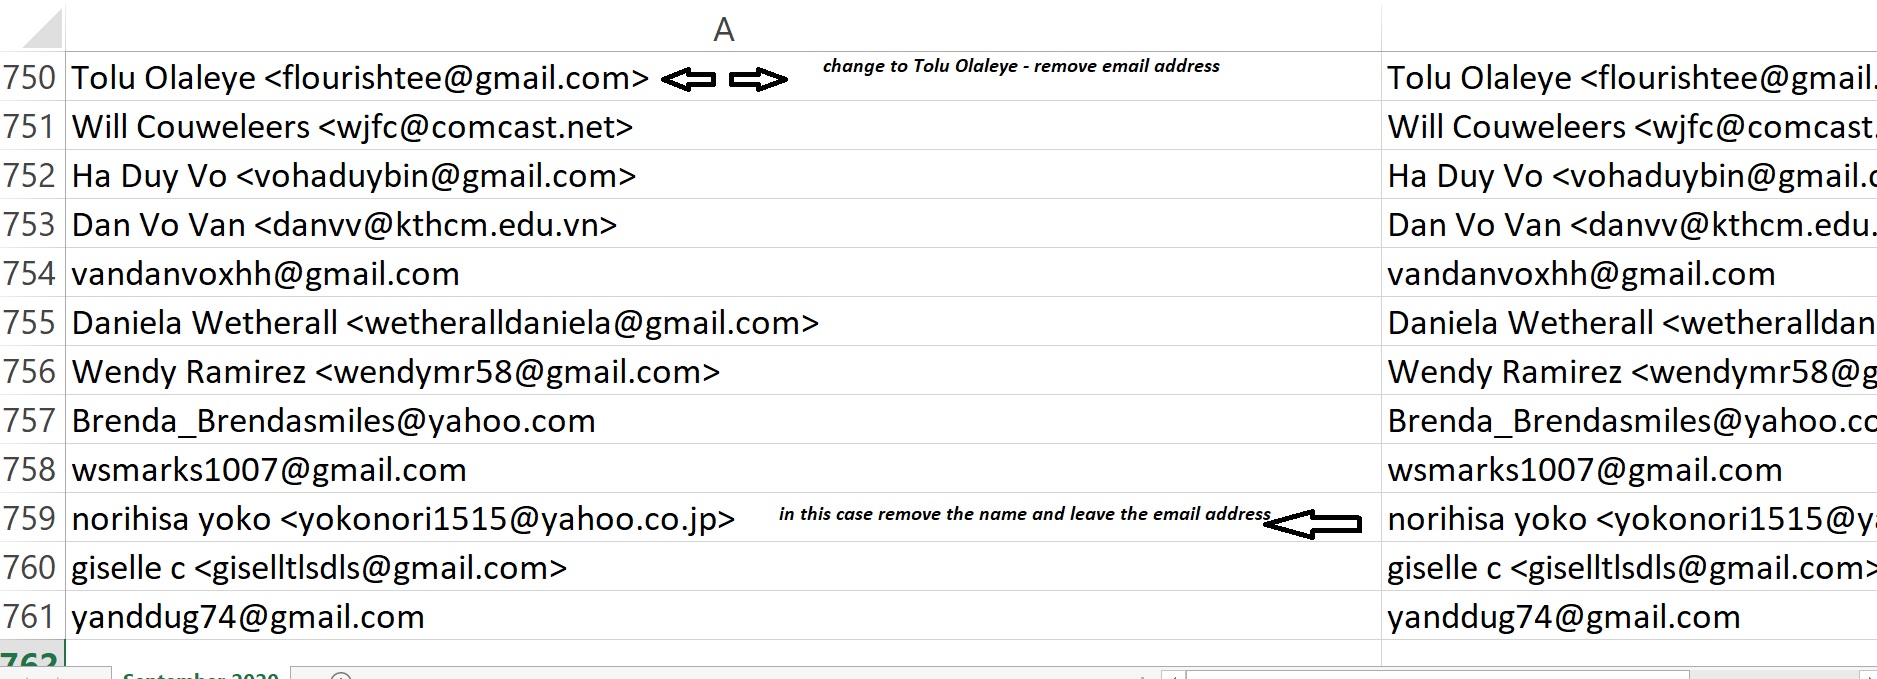 A
750 Tolu Olaleye <flourishtee@gmail.com> change to Tolu Olaleye - remove email address Tolu Olaleye <flourishtee@gmail.
751 Will Couweleers <wjfc@comcast.net> Will Couweleers <wjfc@comcast.
752 Ha Duy Vo <vohaduybin@gmail.com> Ha Duy Vo <vohaduybin@gmail.c
753 Dan Vo Van <danvv@kthcm.edu.vn> Dan Vo Van <danvv@kthcm.edu.
754 vandanvoxhh@gmail.com vandanvoxhh@gmail.com
755 Daniela Wetherall <wetheralldaniela@gmail.com> Daniela Wetherall <wetheralldan
756 Wendy Ramirez <wendymr58@gmail.com> Wendy Ramirez <wendymr58@g
757 Brenda_Brendasmiles@yahoo.com Brenda_Brendasmiles@yahoo.co
758 wsmarks1007@gmail.com wsmarks1007@gmail.com
759 norihisa yoko <yokonori1515@yahoo.co.jp> in this case remove the name and leave the email address norihisa yoko <yokonori1515@ya
760 giselle c <giselltlsdls@gmail.com> giselle c <giselltlsdls@gmail.com>
761 yanddug74@gmail.com yanddug74@gmail.com
762
September 2020